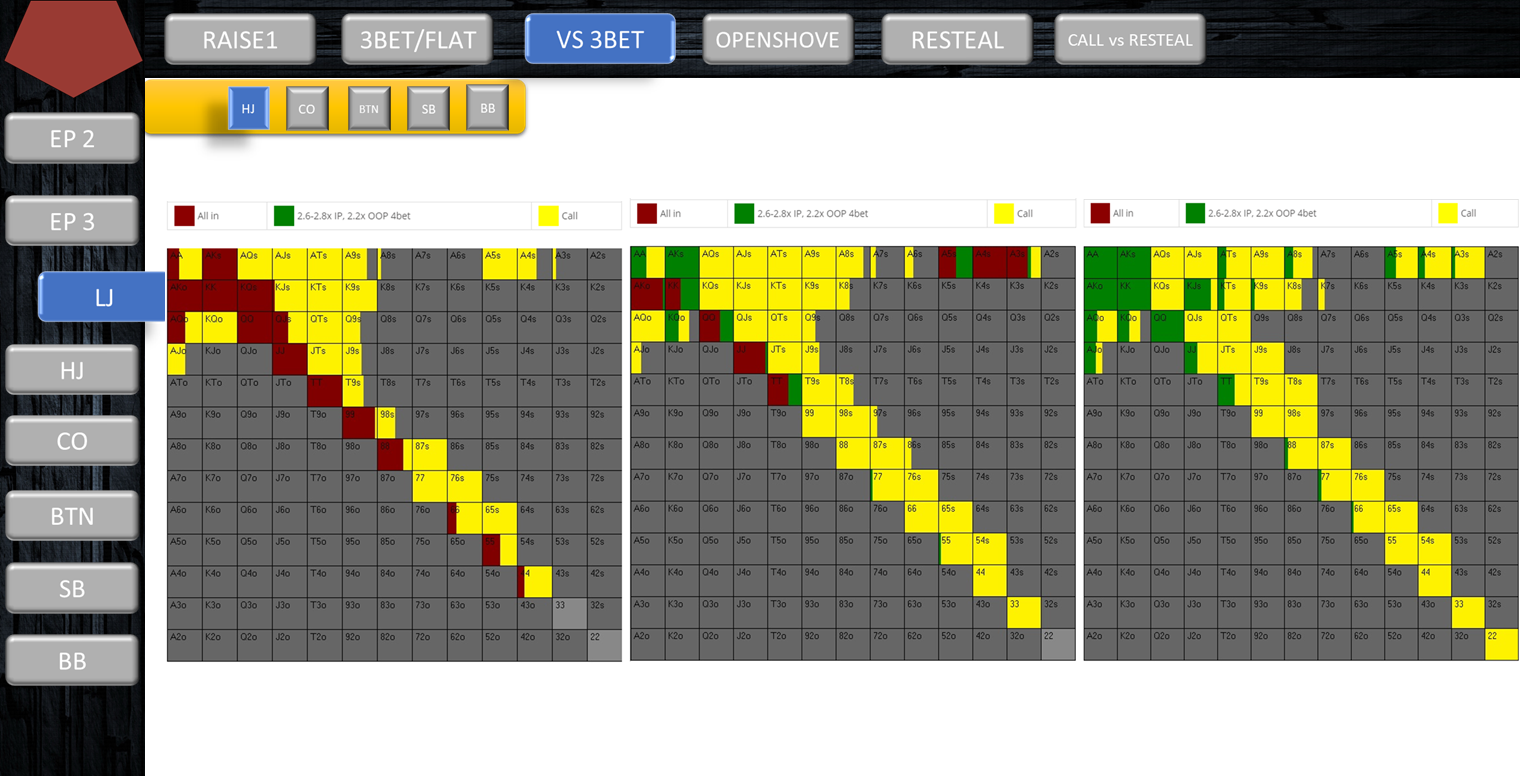 RAISE1
3BET/FLAT
VS 3BET
OPENSHOVE
RESTEAL
CALL vs RESTEAL
HJ
CO
BTN
SB
BB
EP 2
EP 3
LJ
HJ
CO
BTN
SB
BB
All in 2.6-2.8x IP, 2.2x OOP 4bet Call
AA AKs AQs AJs ATs A9s A8s A7s A6s A5s A4s A3s A2s
AKo KK KQs KJs KTs K9s K8s K7s K6s K5s K4s K3s K2s
AQo KQo QQ QJs QTs Q9s Q8s Q7s Q6s Q5s Q4s Q3s Q2s
AJo KJo QJo JJ JTs J9s J8s J7s J6s J5s J4s J3s J2s
ATo KTo QTo JTo TT T9s T8s T7s T6s T5s T4s T3s T2s
A9o K9o Q9o J9o T9o 99 98s 97s 96s 95s 94s 93s 92s
A8o K8o Q8o J8o T8o 98o 88 87s 86s 85s 84s 83s 82s
A7o K7o Q7o J7o T7o 97o 87o 77 76s 75s 74s 73s 72s
A6o K6o Q6o J6o T6o 96o 86o 76o 66 65s 64s 63s 62s
A5o K5o Q5o J5o T5o 95o 85o 75o 65o 55 54s 53s 52s
A4o K4o Q4o J4o T4o 94o 84o 74o 64o 54o 44 43s 42s
A3o K3o Q3o J3o T3o 93o 83o 73o 63o 53o 43o 33 32s
A2o K2o Q2o J2o T2o 92o 82o 72o 62o 52o 42o 32o 22
All in 2.6-2.8x IP, 2.2x OOP 4bet Call
AA AKs AQs AJs ATs A9s A8s A7s A6s A5s A4s A3s A2s
AKo KK KQs KJs KTs K9s K8s K7s K6s K5s K4s K3s K2s
AQo KQo QQ QJs QTs Q9s Q8s Q7s Q6s Q5s Q4s Q3s Q2s
AJo KJo QJo JJ JTs J9s J8s J7s J6s J5s J4s J3s J2s
ATo KTo QTo JTo TT T9s T8s T7s T6s T5s T4s T3s T2s
A9o K9o Q9o J9o T9o 99 98s 97s 96s 95s 94s 93s 92s
A8o K8o Q8o J8o T8o 98o 88 87s 86s 85s 84s 83s 82s
A7o K7o Q7o J7o T7o 97o 87o 77 76s 75s 74s 73s 72s
A6o K6o Q6o J6o T6o 96o 86o 76o 66 65s 64s 63s 62s
A5o K5o Q5o J5o T5o 95o 85o 75o 65o 55 54s 53s 52s
A4o K4o Q4o J4o T4o 94o 84o 74o 64o 54o 44 43s 42s
A3o K3o Q3o J3o T3o 93o 83o 73o 63o 53o 43o 33 32s
A2o K2o Q2o J2o T2o 92o 82o 72o 62o 52o 42o 32o 22
All in 2.6-2.8x IP, 2.2x OOP 4bet Call
AA AKs AQs AJs ATs A9s A8s A7s A6s A5s A4s A3s A2s
AKo KK KQs KJs KTs K9s K8s K7s K6s K5s K4s K3s K2s
AQo KQo QQ QJs QTs Q9s Q8s Q7s Q6s Q5s Q4s Q3s Q2s
AJo KJo QJo JJ JTs J9s J8s J7s J6s J5s J4s J3s J2s
ATo KTo QTo JTo TT T9s T8s T7s T6s T5s T4s T3s T2s
A9o K9o Q9o J9o T9o 99 98s 97s 96s 95s 94s 93s 92s
A8o K8o Q8o J8o T8o 98o 88 87s 86s 85s 84s 83s 82s
A7o K7o Q7o J7o T7o 97o 87o 77 76s 75s 74s 73s 72s
A6o K6o Q6o J6o T6o 96o 86o 76o 66 65s 64s 63s 62s
A5o K5o Q5o J5o T5o 95o 85o 75o 65o 55 54s 53s 52s
A4o K4o Q4o J4o T4o 94o 84o 74o 64o 54o 44 43s 42s
A3o K3o Q3o J3o T3o 93o 83o 73o 63o 53o 43o 33 32s
A2o K2o Q2o J2o T2o 92o 82o 72o 62o 52o 42o 32o 22